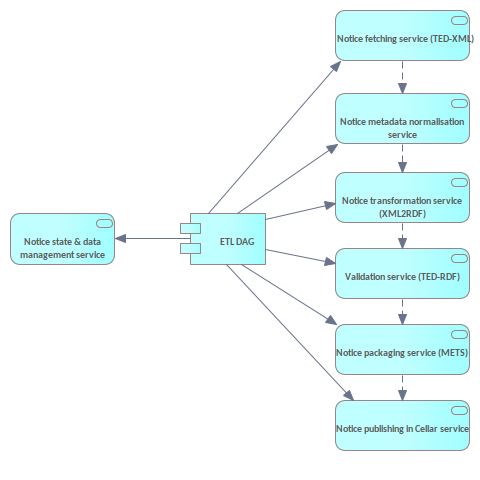 Notice fetching service (TED-XML)
Notice metadata normalisation
service
Notice transformation service
(XML2RDF)
Notice state & data
management service
ETL DAG
Validation service (TED-RDF)
Notice packaging service (METS)
Notice publishing in Cellar service